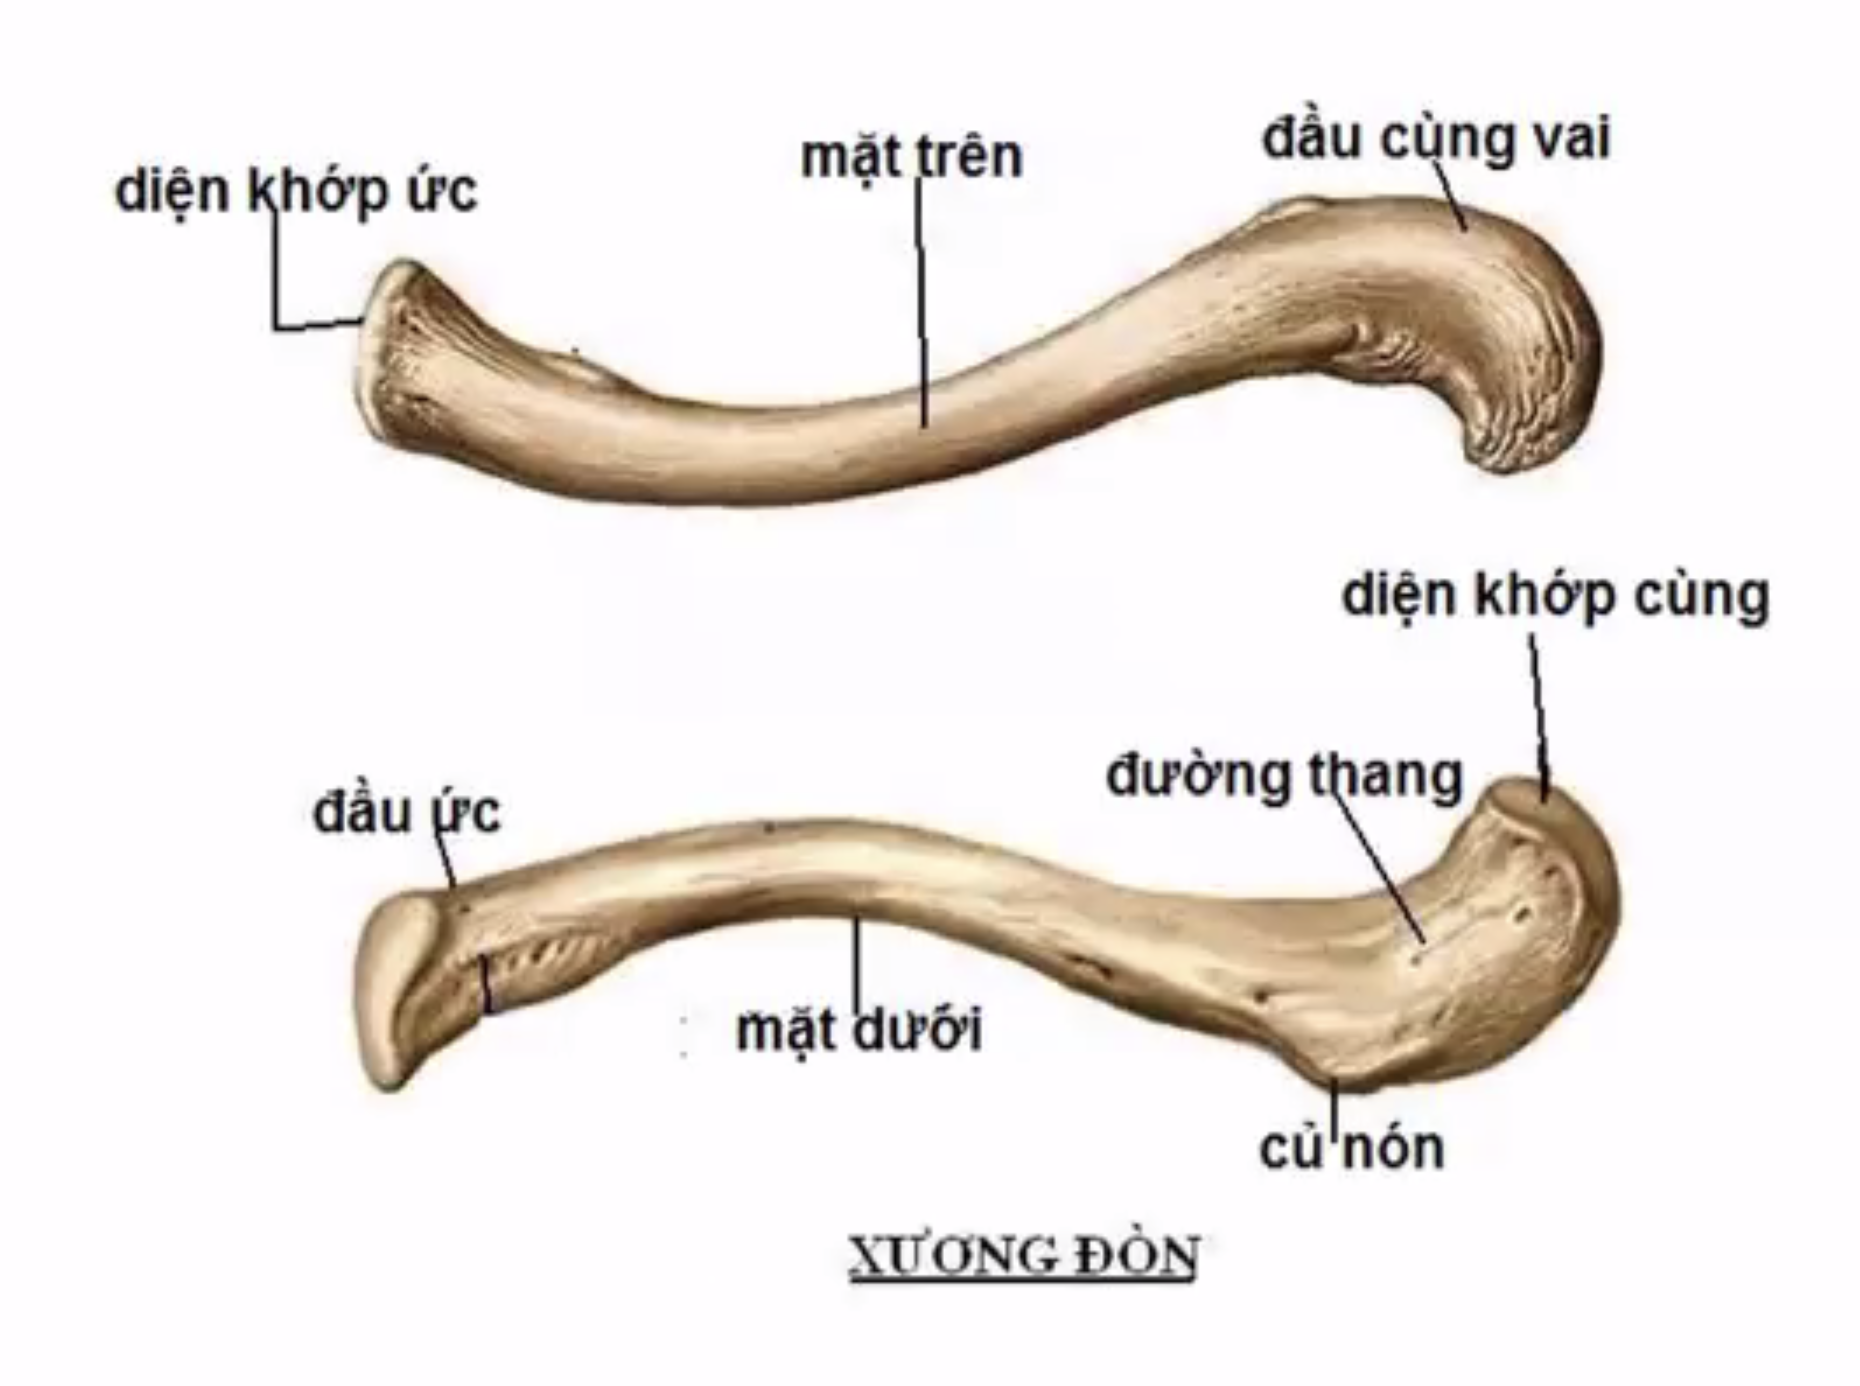 đầu cùng vai
mặt trên
diện khớp ức
diện khớp cùng
đường thang
đầu ức
mặt dưới
củ nón
XƯƠNG ĐÒN